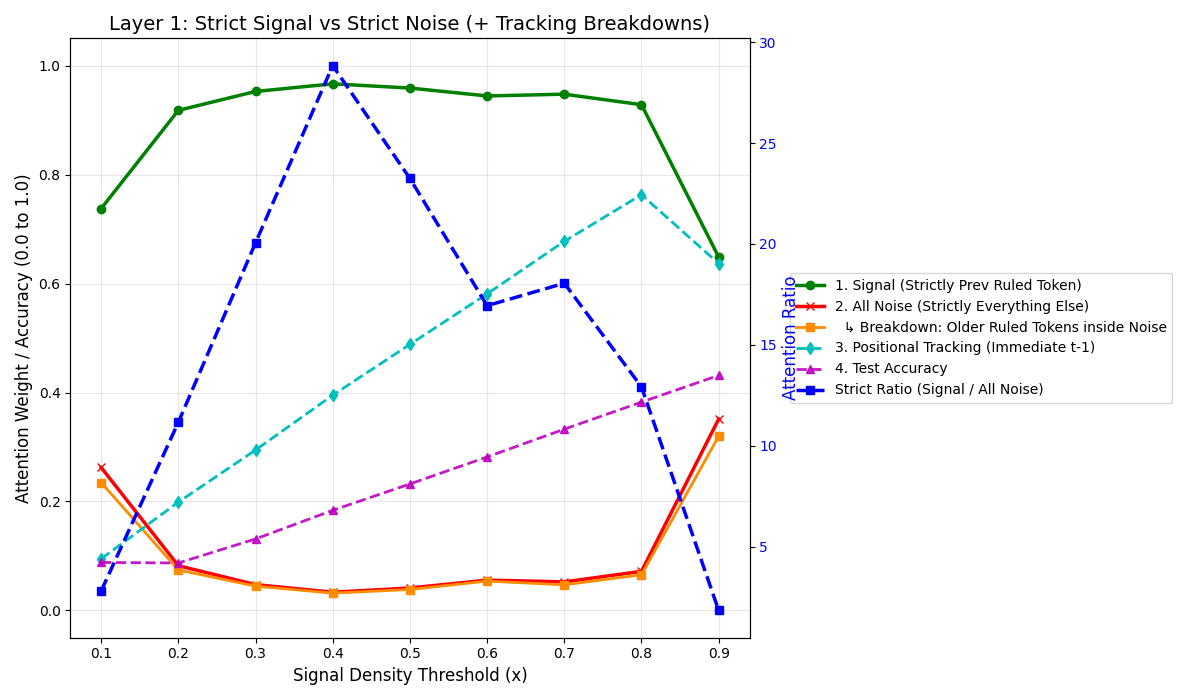 Layer 1: Strict Signal vs Strict Noise (+ Tracking Breakdowns)
Attention Weight / Accuracy (0.0 to 1.0)
1.0
0.8
0.6
0.4
0.2
0.0
0.1 0.2 0.3 0.4 0.5 0.6 0.7 0.8 0.9
Signal Density Threshold (x)
30
25
20
15
10
5
Attention Ratio
1. Signal (Strictly Prev Ruled Token)
2. All Noise (Strictly Everything Else)
↳ Breakdown: Older Ruled Tokens inside Noise
3. Positional Tracking (Immediate t-1)
4. Test Accuracy
Strict Ratio (Signal / All Noise)